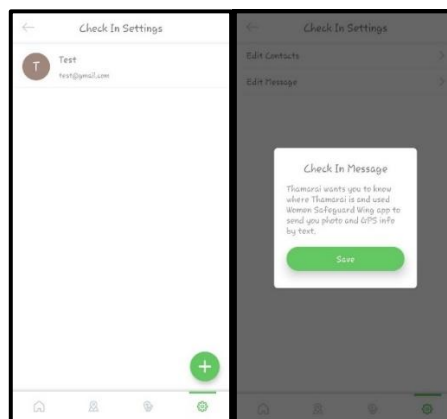 Check In Settings
T
Test
test@gmail.com
Check In Settings
Edit Contacts
Edit Message
Check In Message
Thamarai wants you to know
where Thamarai is and used
Women Safeguard Wing app to
send you photo and GPS info
by text.
Save